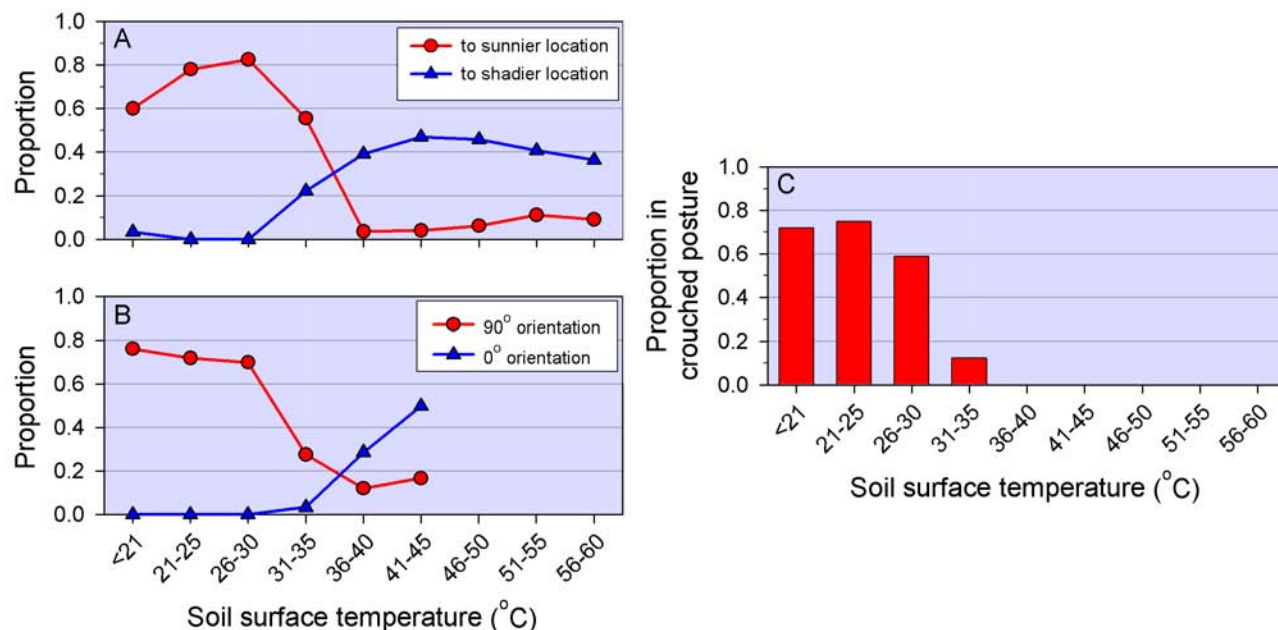 A
1.0
0.8
0.6
0.4
0.2
0.0
Proportion
to sunnier location
to shadier location
B
1.0
0.8
0.6
0.4
0.2
0.0
Proportion
90° orientation
0° orientation
<21
21-25
26-30
31-35
36-40
41-45
46-50
51-55
56-60
Soil surface temperature (°C)
C
1.0
0.8
0.6
0.4
0.2
0.0
Proportion in
crouched posture
<21
21-25
26-30
31-35
36-40
41-45
46-50
51-55
56-60
Soil surface temperature (°C)